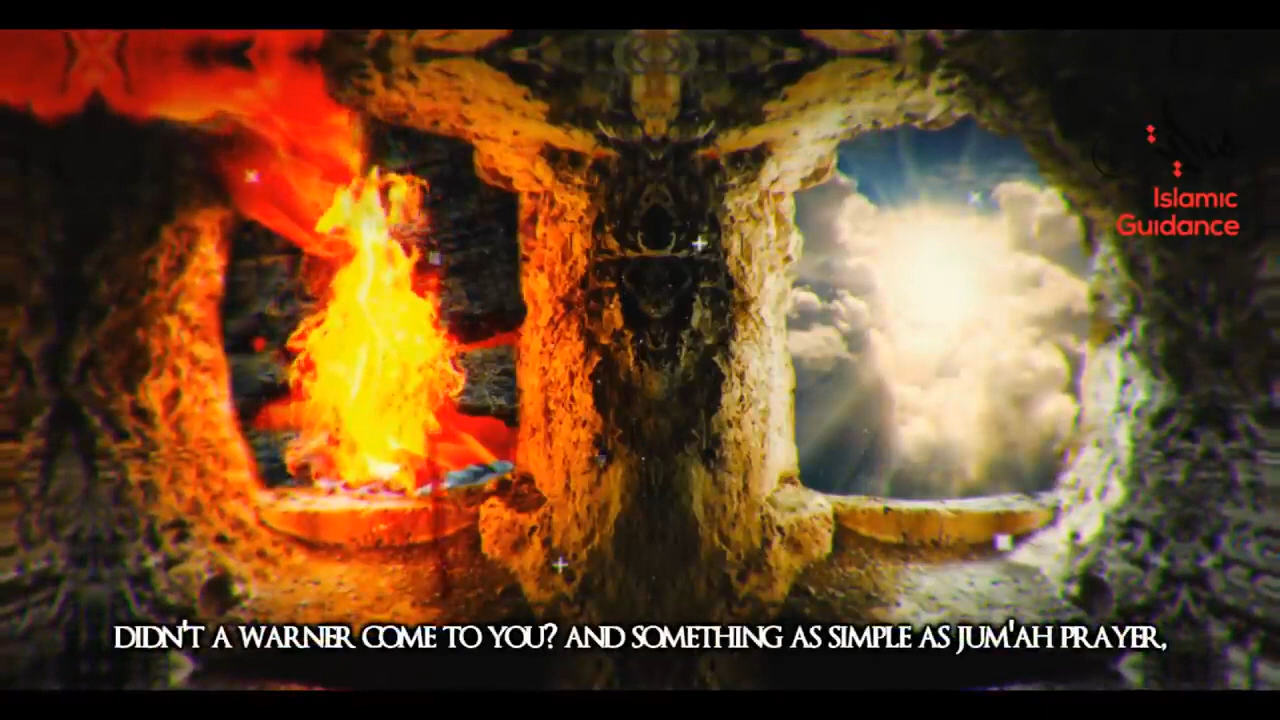 Islamic
Guidance
DIDN'T A WARNER COME TO YOU? AND SOMETHING AS SIMPLE AS JUM'AH PRAYER,